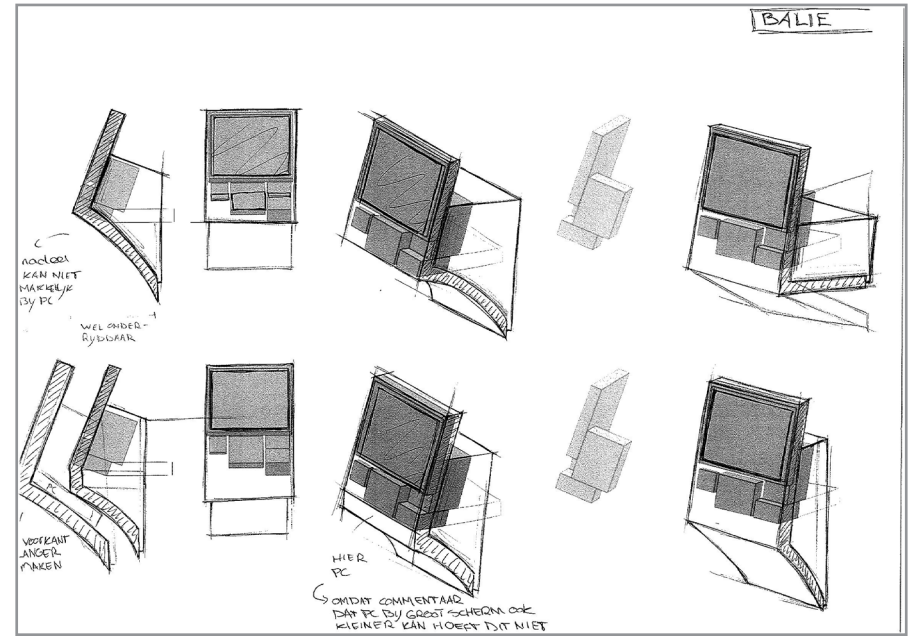 BALIE
nadeel
KAN NIET
MAKKELIJK
BIJ PC
WEL ONDER-
RIJDBAAR
VOORKANT
LANGER
MAKEN
HIER
PC
OMDAT COMMENTAAR
DAT PC BIJ GROOT SCHERM OOK
KLEINER KAN HOEFT DIT NIET